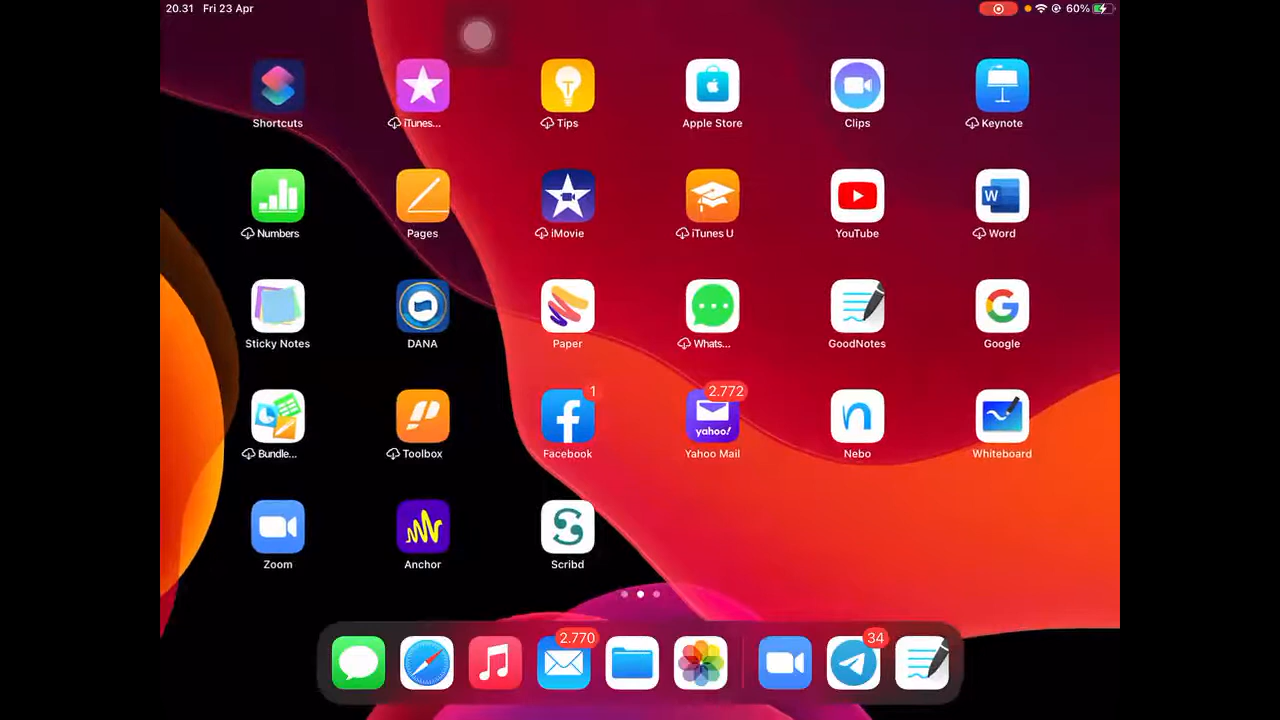 20.31 Fri 23 Apr 60%
Shortcuts iTunes... Tips Apple Store Clips Keynote
Numbers Pages iMovie iTunes U YouTube Word
W
Sticky Notes DANA Paper Whats... GoodNotes Google
1 2.772
yahoo!
Bundle... Toolbox Facebook Yahoo Mail Nebo Whiteboard
Zoom Anchor Scribd
2.770 34